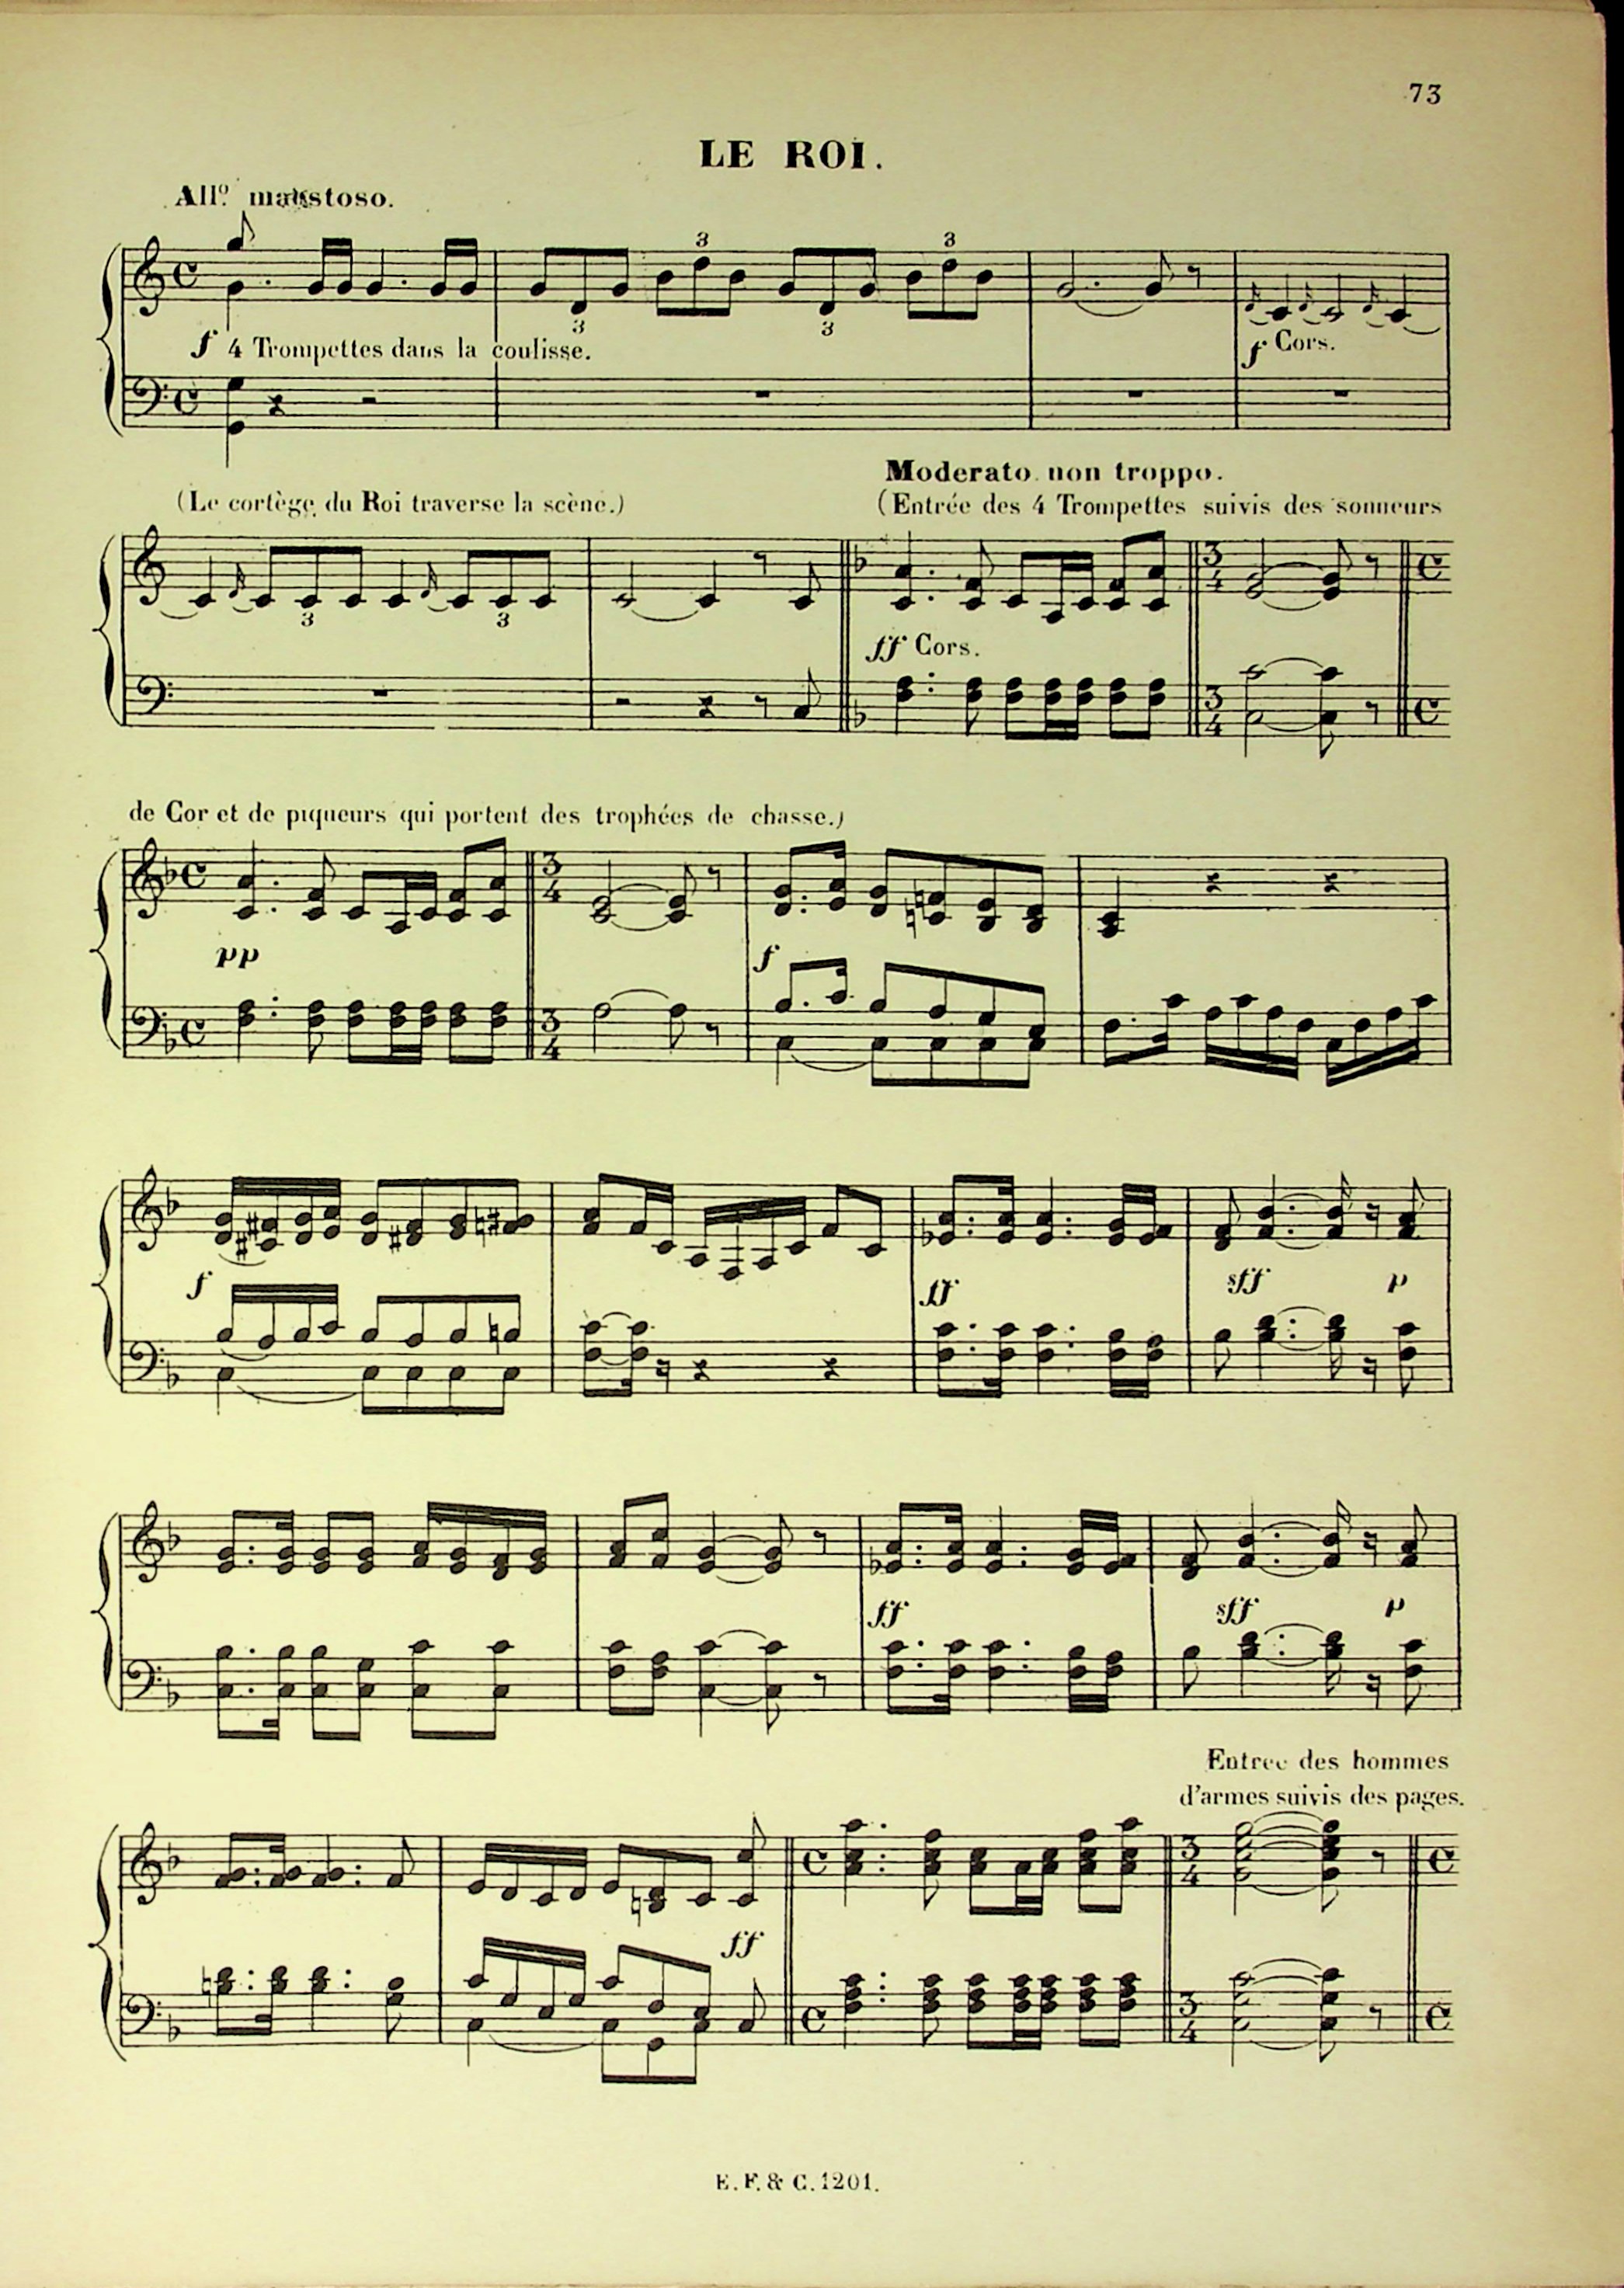 73
LE ROI.
All° maestoso.
3 3
3 3
f 4 Trompettes dans la coulisse.
f Cors.
Moderato non troppo.
(Le cortège du Roi traverse la scène.)
(Entrée des 4 Trompettes suivis des sonneurs
3 3
ff Cors.
de Cor et de piqueurs qui portent des trophées de chasse.)
pp f
f ff sff p
ff sff p
Entrée des hommes
d'armes suivis des pages.
ff
E. F. & C. 1201.